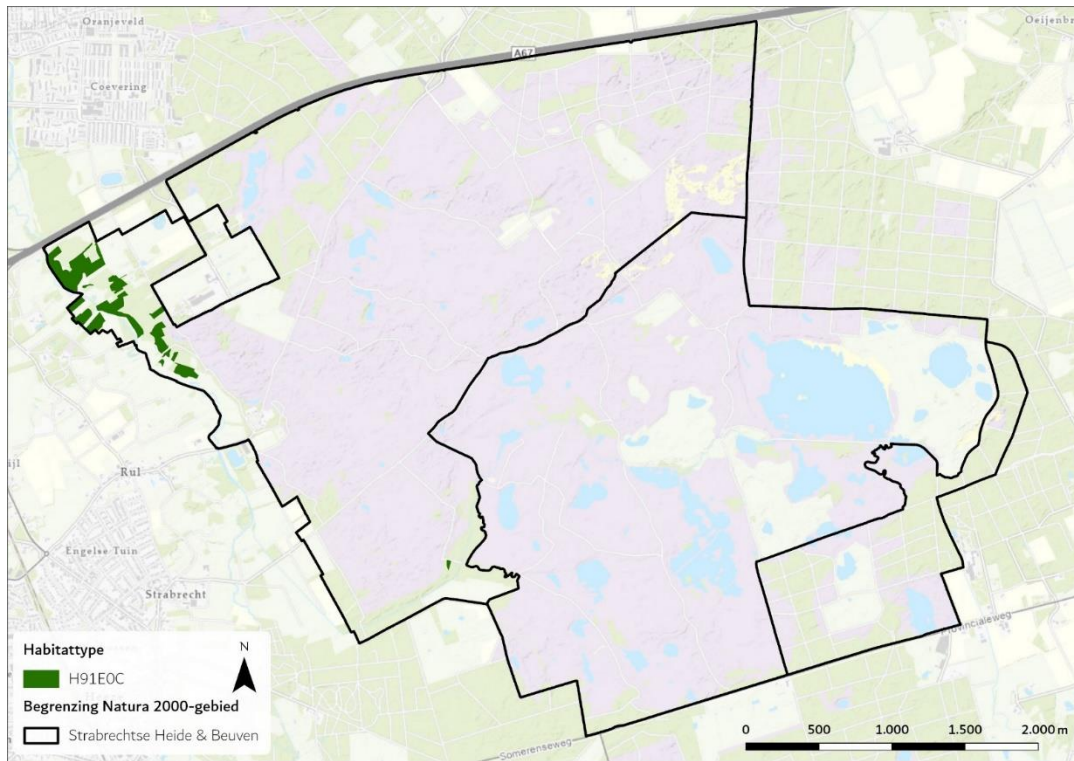 Oranjeveld
Oeijenbr
A67
Coevering
ijl
Rul
Engelse Tuin
Strabrecht
Provincialeweg
Somerenseweg
Habitattype
H91E0C
Begrenzing Natura 2000-gebied
Strabrechtse Heide & Beuven
N
0 500 1.000 1.500 2.000 m